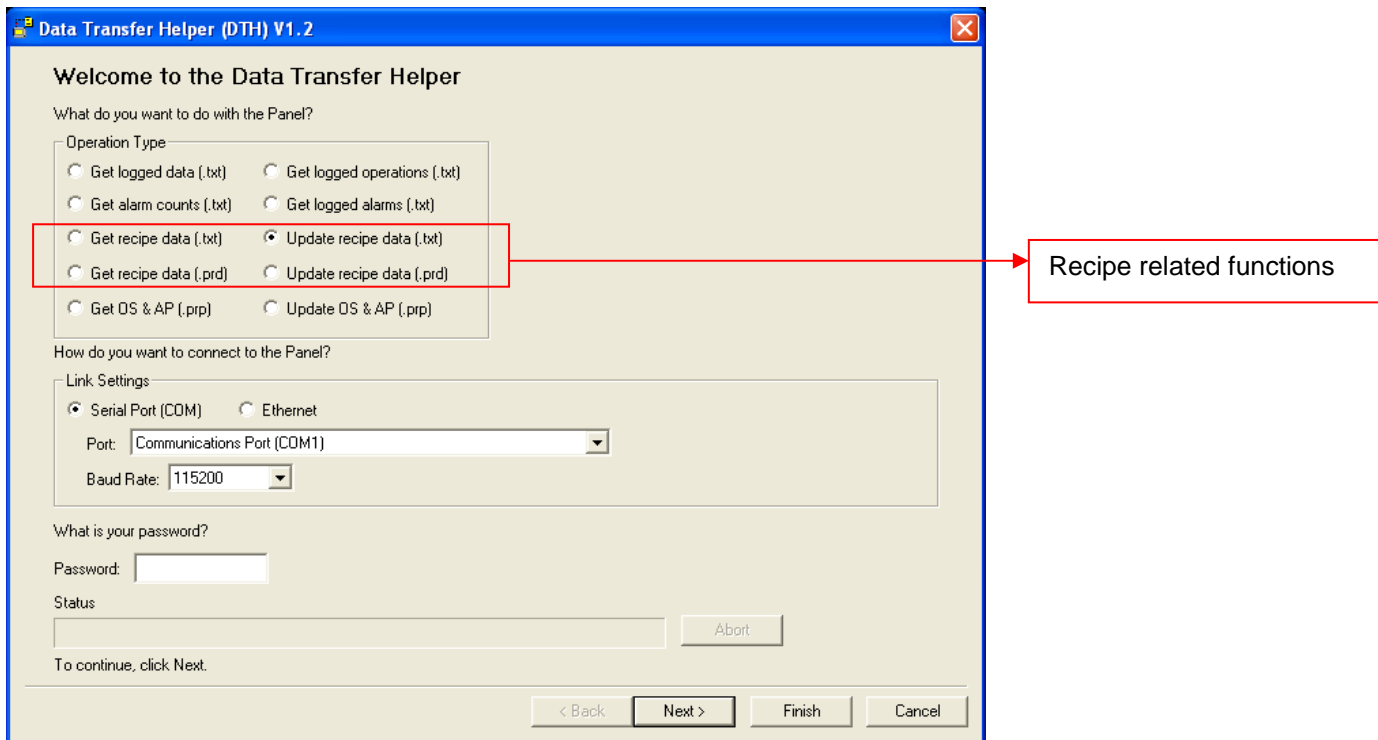 Data Transfer Helper (DTH) V1.2
Welcome to the Data Transfer Helper
What do you want to do with the Panel?
Operation Type
Get logged data (.txt) Get logged operations (.txt)
Get alarm counts (.txt) Get logged alarms (.txt)
Get recipe data (.txt) Update recipe data (.txt)
Get recipe data (.prd) Update recipe data (.prd)
Get OS & AP (.prp) Update OS & AP (.prp)
Recipe related functions
How do you want to connect to the Panel?
Link Settings
Serial Port (COM) Ethernet
Port: Communications Port (COM1)
Baud Rate: 115200
What is your password?
Password:
Status
Abort
To continue, click Next.
< Back Next > Finish Cancel